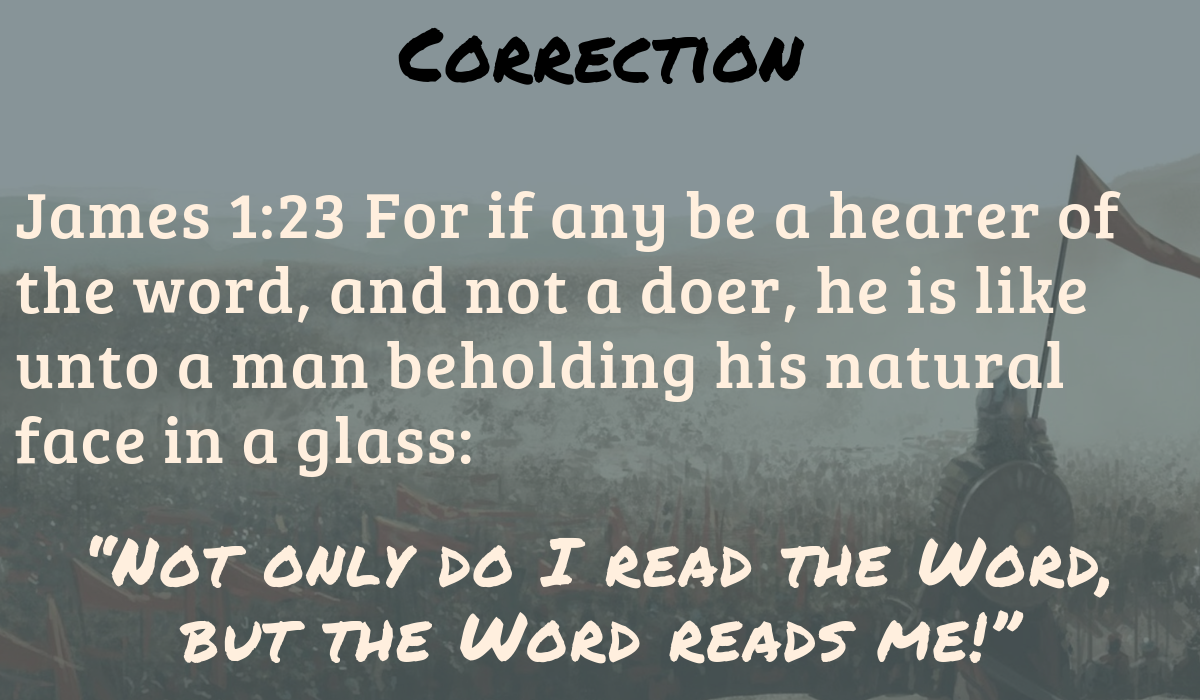 Correction
James 1:23 For if any be a hearer of
the word, and not a doer, he is like
unto a man beholding his natural
face in a glass:
“Not only do I read the Word,
but the Word reads me!”